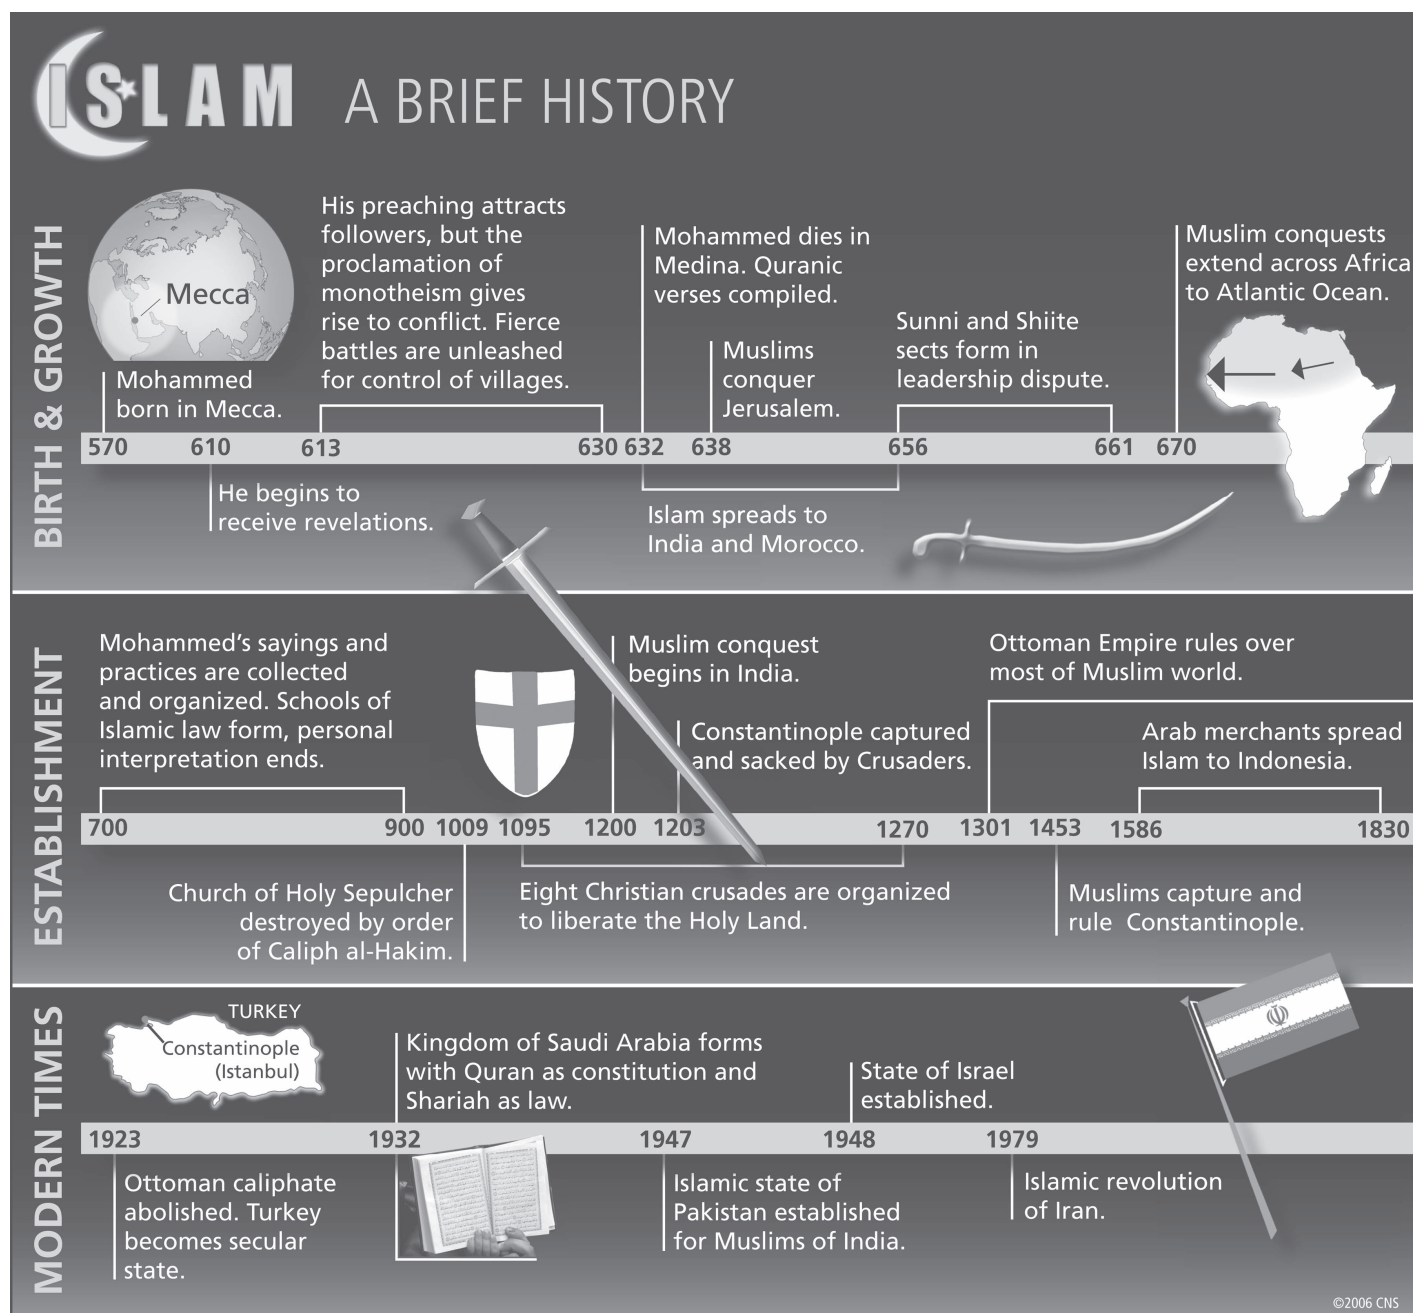 ISLAM A BRIEF HISTORY
BIRTH & GROWTH
Mecca
Mohammed
born in Mecca.
His preaching attracts
followers, but the
proclamation of
monotheism gives
rise to conflict. Fierce
battles are unleashed
for control of villages.
Mohammed dies in
Medina. Quranic
verses compiled.
Muslims
conquer
Jerusalem.
Sunni and Shiite
sects form in
leadership dispute.
Muslim conquests
extend across Africa
to Atlantic Ocean.
570 610 613 630 632 638 656 661 670
He begins to
receive revelations.
Islam spreads to
India and Morocco.
ESTABLISHMENT
Mohammed’s sayings and
practices are collected
and organized. Schools of
Islamic law form, personal
interpretation ends.
Muslim conquest
begins in India.
Constantinople captured
and sacked by Crusaders.
Ottoman Empire rules over
most of Muslim world.
Arab merchants spread
Islam to Indonesia.
700 900 1009 1095 1200 1203 1270 1301 1453 1586 1830
Church of Holy Sepulcher
destroyed by order
of Caliph al-Hakim.
Eight Christian crusades are organized
to liberate the Holy Land.
Muslims capture and
rule Constantinople.
MODERN TIMES
TURKEY
Constantinople
(Istanbul)
Kingdom of Saudi Arabia forms
with Quran as constitution and
Shariah as law.
State of Israel
established.
1923 1932 1947 1948 1979
Ottoman caliphate
abolished. Turkey
becomes secular
state.
Islamic state of
Pakistan established
for Muslims of India.
Islamic revolution
of Iran.
©2006 CNS